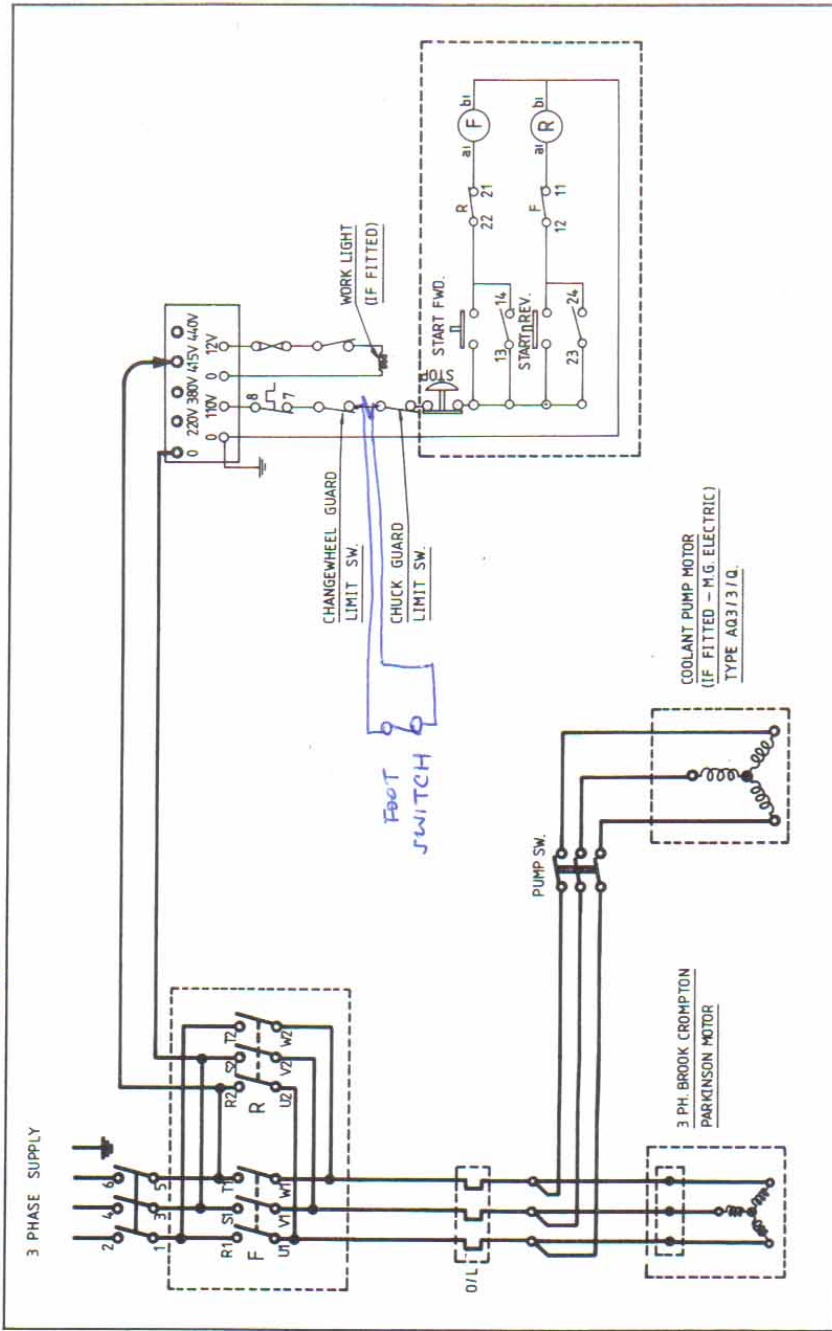 3 PHASE SUPPLY
2
4
6
1
3
5
R1
S1
T1
F
U1
V1
W1
R2
S2
T2
R
U2
V2
W2
O/L
3 PH. BROOK CROMPTON
PARKINSON MOTOR
PUMP SW.
COOLANT PUMP MOTOR
(IF FITTED – M.G. ELECTRIC)
TYPE AQ3/3/Q.
FOOT
SWITCH
0 220V 380V 415V 440V
0 110V 0 12V
8
7
CHANGEWHEEL GUARD
LIMIT SW.
CHUCK GUARD
LIMIT SW.
WORK LIGHT
(IF FITTED)
STOP
START FWD.
13
14
START REV.
23
24
R
22
21
F
12
11
a1
F
b1
a1
R
b1